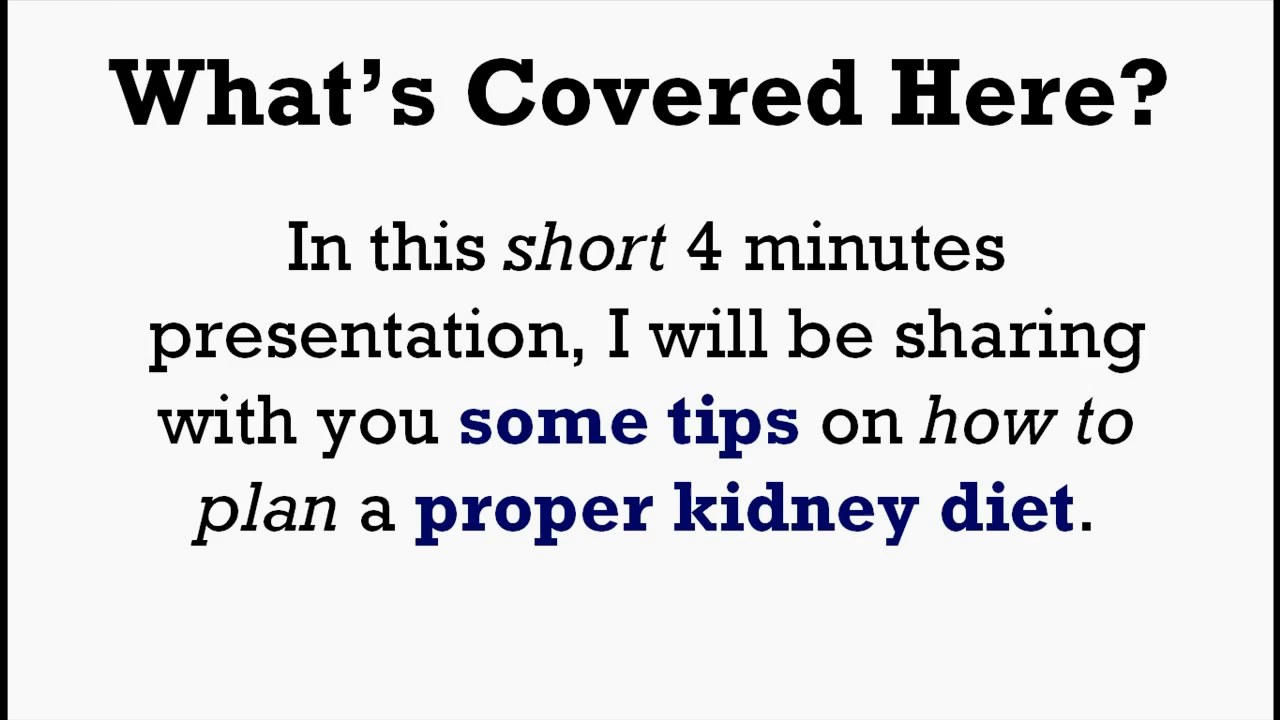 What’s Covered Here?
In this short 4 minutes
presentation, I will be sharing
with you some tips on how to
plan a proper kidney diet.